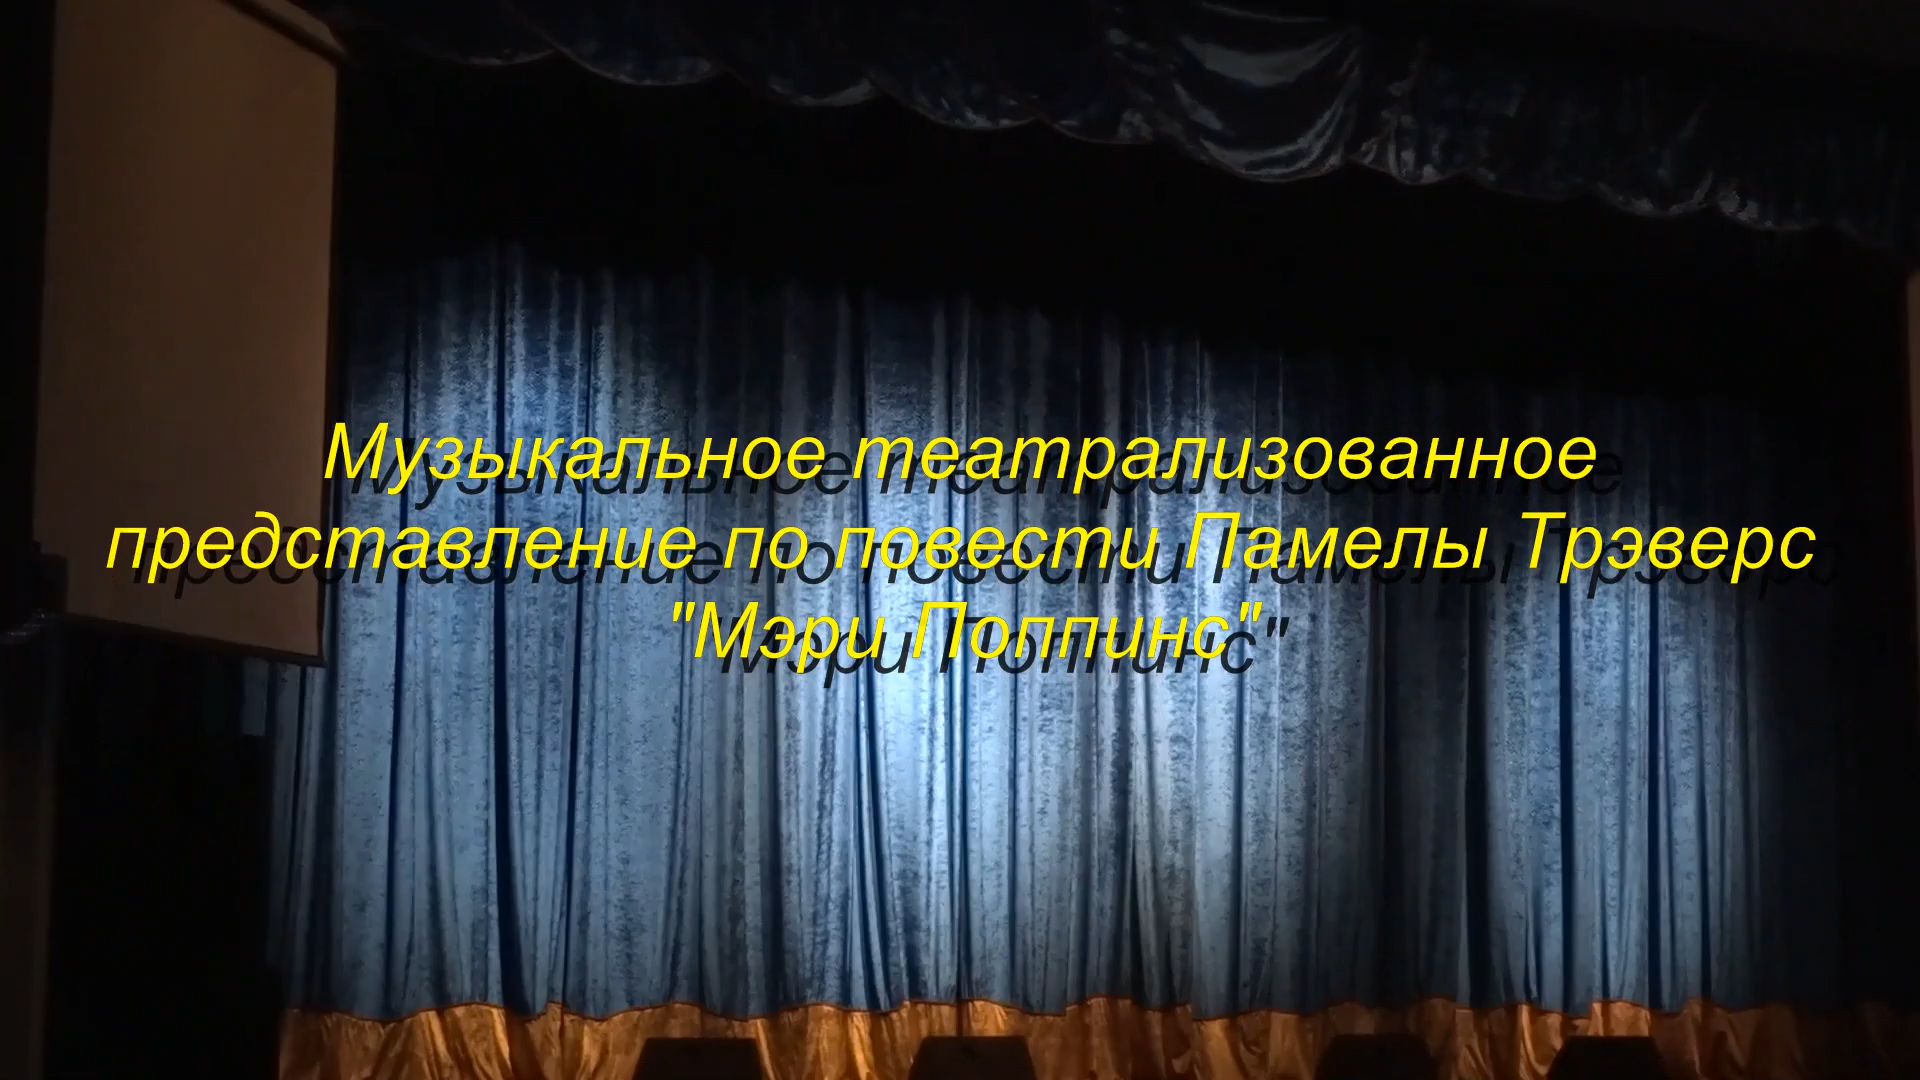 Музыкальное театрализованное
представление по повести Памелы Трэверс
"Мэри Поппинс"